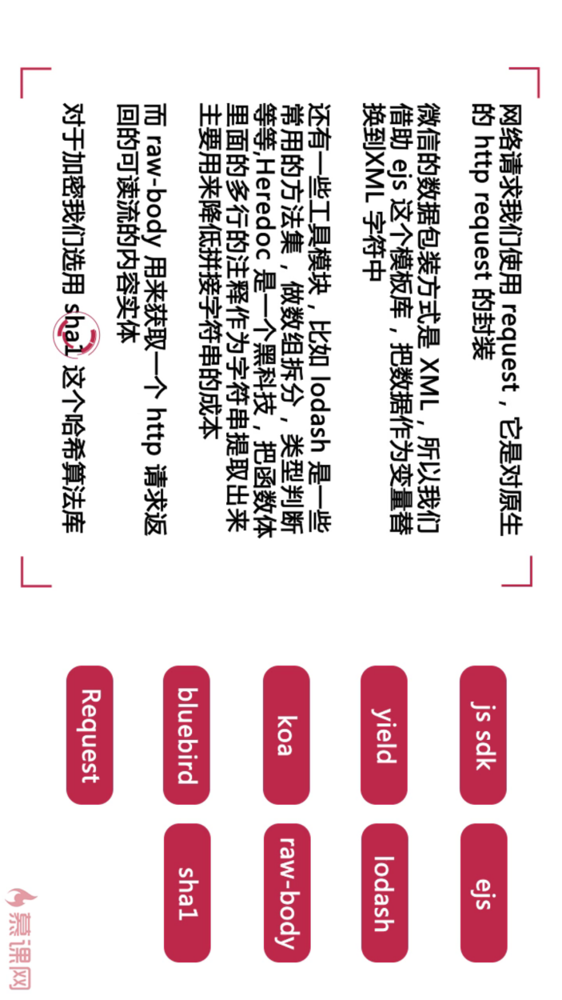 网络请求我们使用 request，它是对原生
的 http request 的封装
微信的数据包装方式是 XML，所以我们
借助 ejs 这个模板库，把数据作为变量替
换到XML 字符中
还有一些工具模块，比如 lodash 是一些
常用的方法集，做数组拆分，类型判断
等等,Heredoc 是一个黑科技，把函数体
里面的多行的注释作为字符串提取出来
主要用来降低拼接字符串的成本
而 raw-body 用来获取一个 http 请求返
回的可读流的内容实体
对于加密我们选用 sha1 这个哈希算法库
js sdk
ejs
yield
lodash
koa
raw-body
bluebird
sha1
Request
慕课网